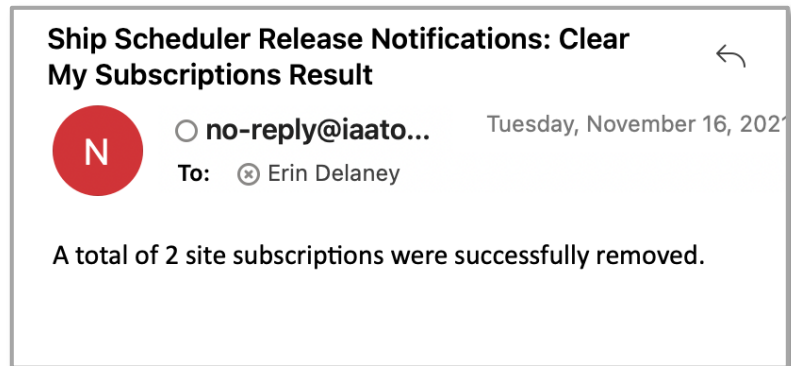 Ship Scheduler Release Notifications: Clear
My Subscriptions Result
N
no-reply@iaato...
Tuesday, November 16, 2021
To: Erin Delaney
A total of 2 site subscriptions were successfully removed.